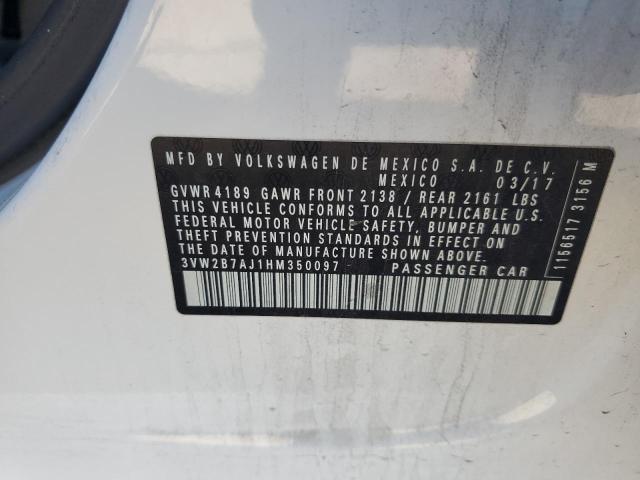 MFD BY VOLKSWAGEN DE MEXICO S.A. DE C.V.
MEXICO 03/17
GVWR 4189 GAWR FRONT 2138 / REAR 2161 LBS
THIS VEHICLE CONFORMS TO ALL APPLICABLE U.S.
FEDERAL MOTOR VEHICLE SAFETY, BUMPER AND
THEFT PREVENTION STANDARDS IN EFFECT ON
THE DATE OF MANUFACTURE SHOWN ABOVE.
3VW2B7AJ1HM350097 PASSENGER CAR
1156517 3156 M